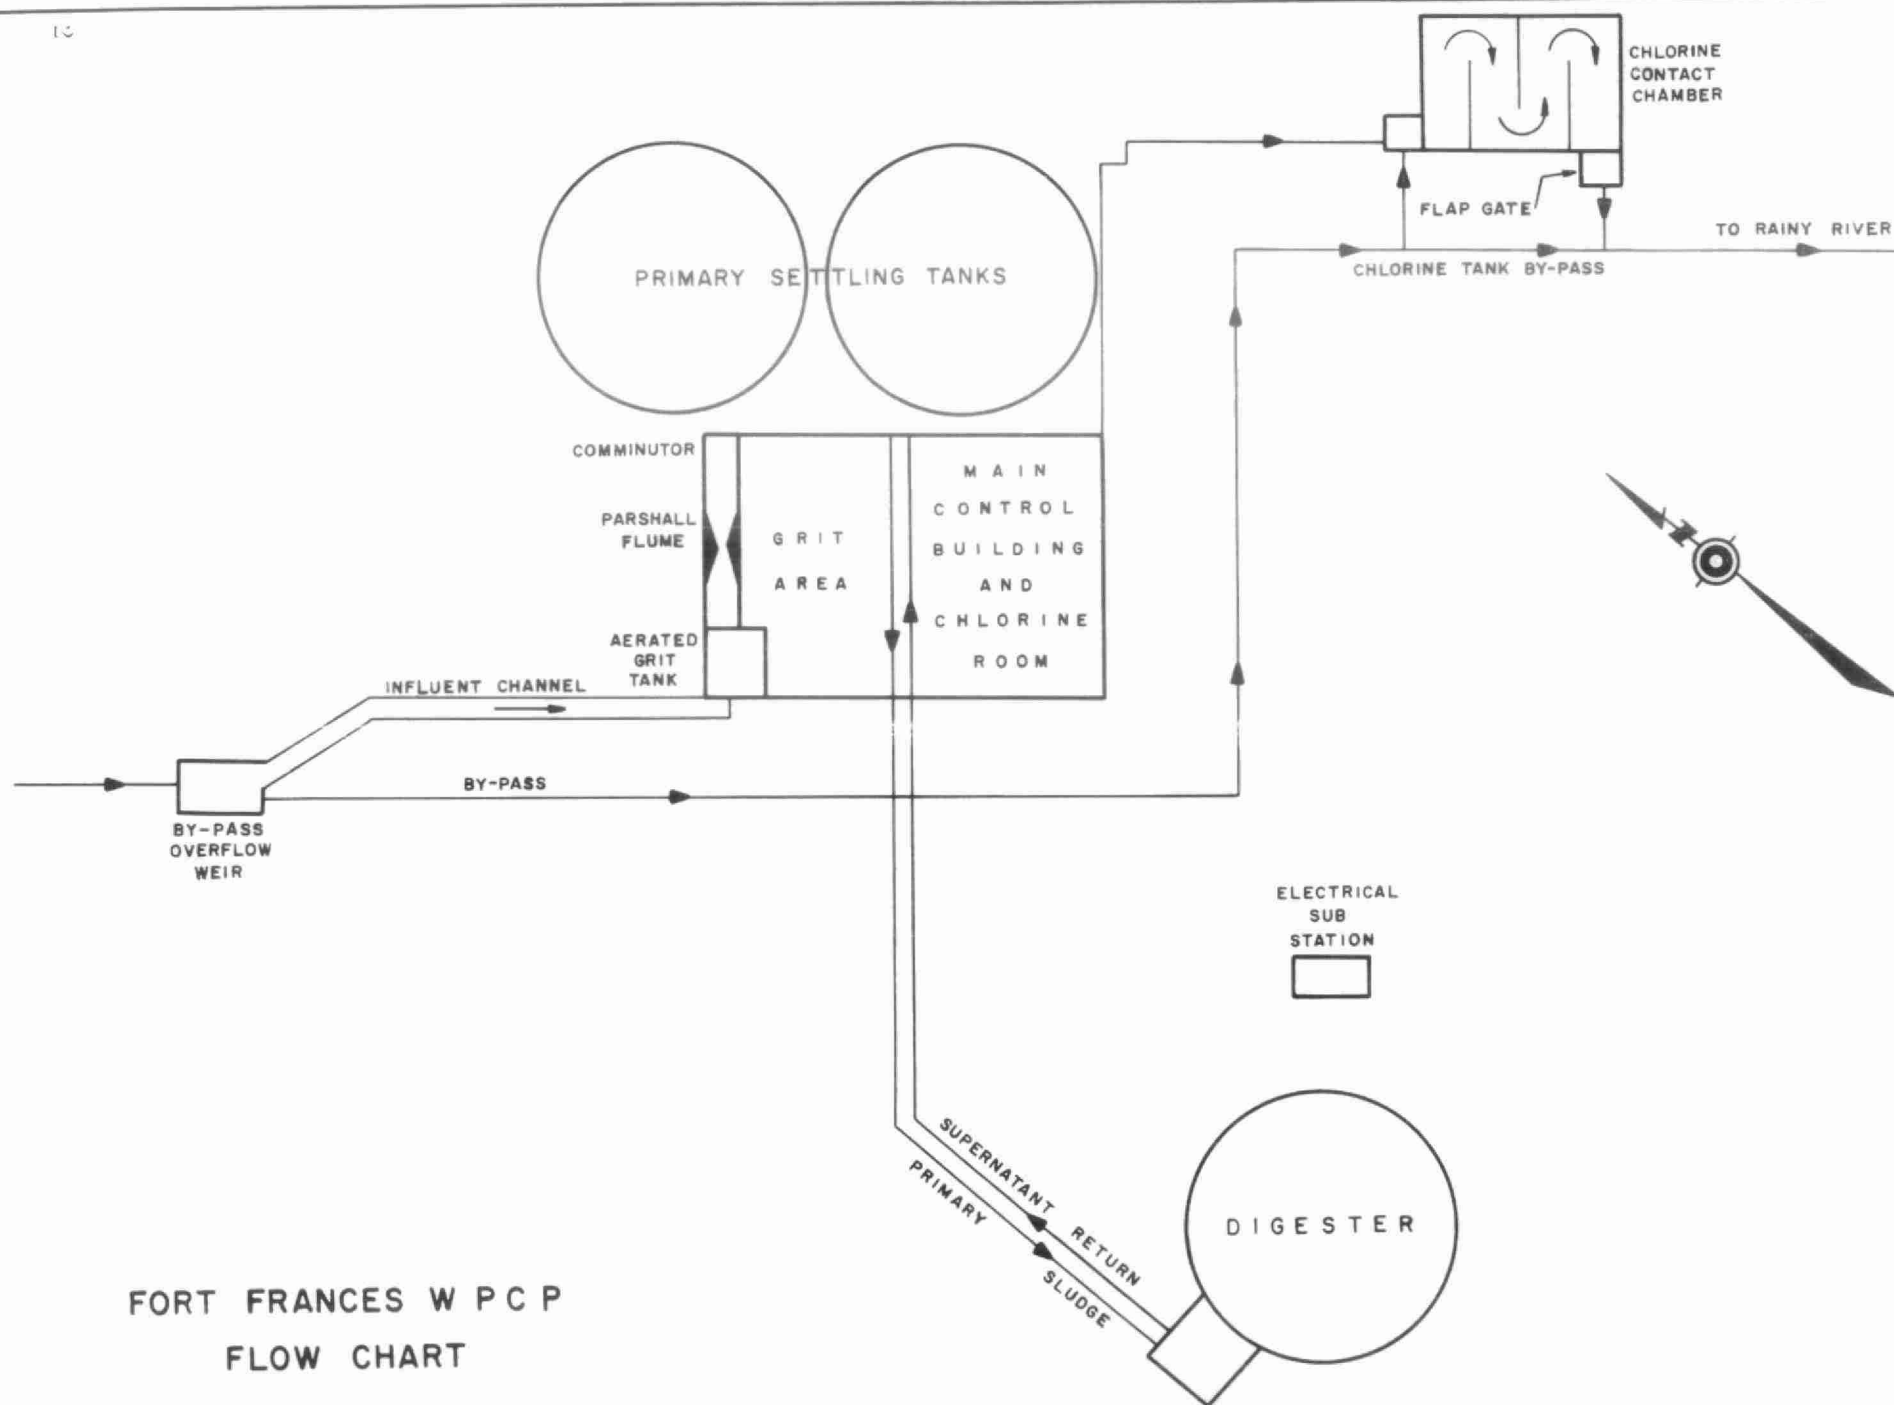 CHLORINE
CONTACT
CHAMBER
FLAP GATE
TO RAINY RIVER
CHLORINE TANK BY-PASS
PRIMARY SETTLING TANKS
COMMINUTOR
PARSHALL
FLUME
GRIT
AREA
MAIN
CONTROL
BUILDING
AND
CHLORINE
ROOM
N
AERATED
GRIT
TANK
INFLUENT CHANNEL
BY-PASS
BY-PASS
OVERFLOW
WEIR
ELECTRICAL
SUB
STATION
SUPERNATANT RETURN
PRIMARY SLUDGE
DIGESTER
FORT FRANCES W P C P
FLOW CHART